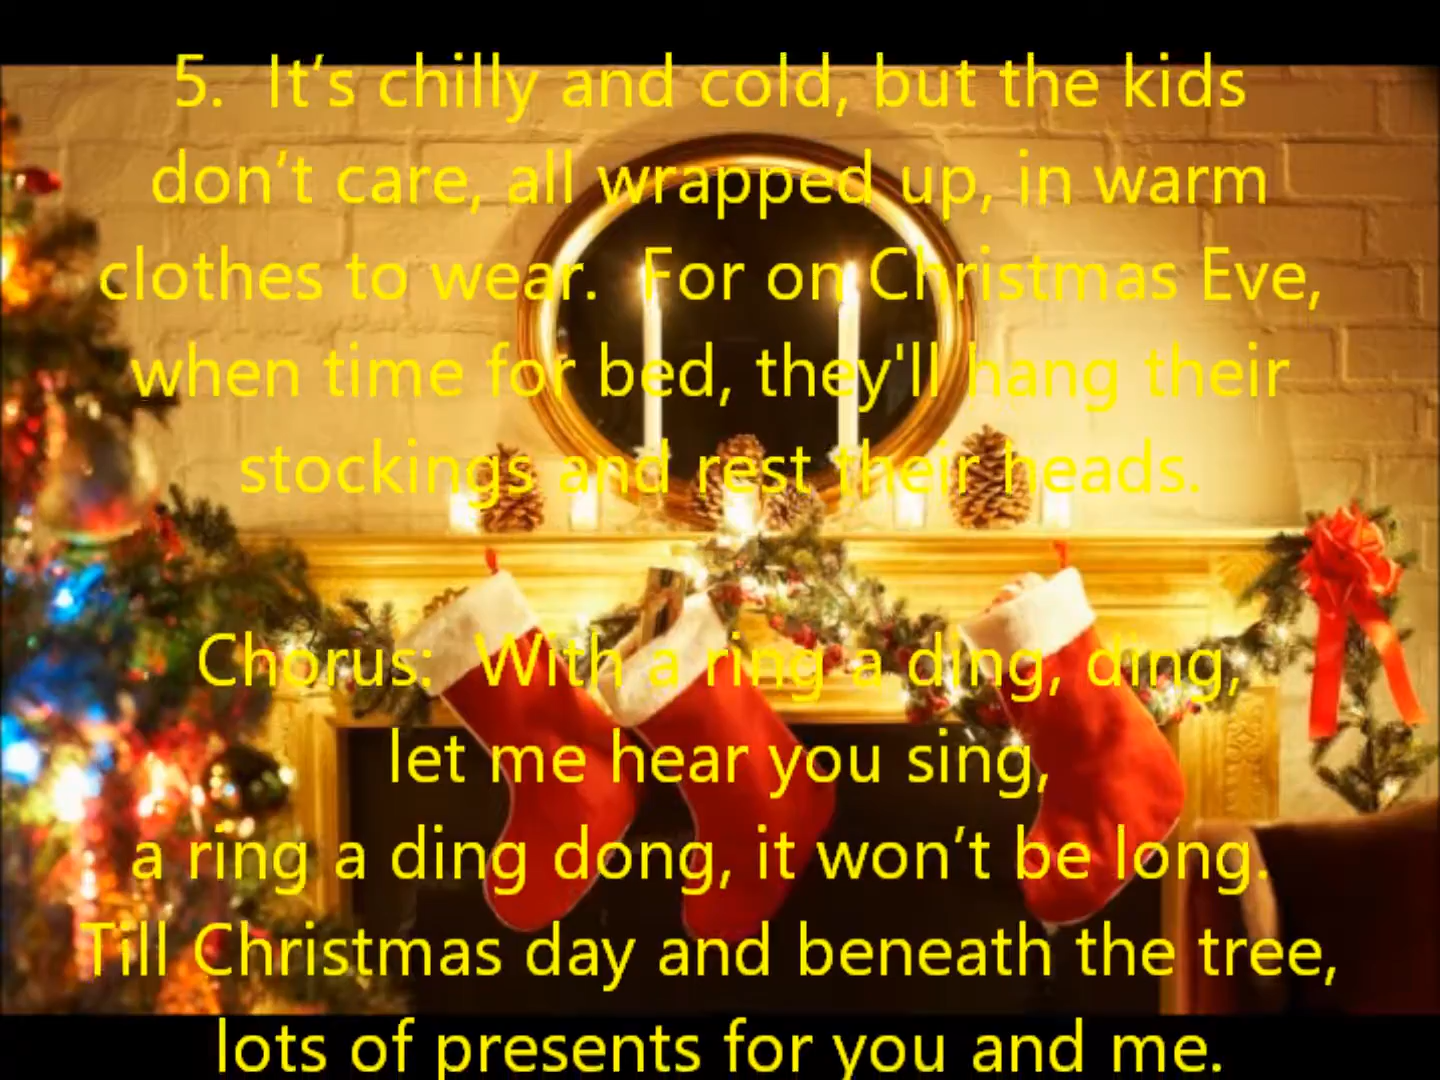 5.  It’s chilly and cold, but the kids
don’t care, all wrapped up, in warm
clothes to wear.  For on Christmas Eve,
when time for bed, they'll hang their
stockings and rest their heads.
Chorus:  With a ring a ding, ding,
let me hear you sing,
a ring a ding dong, it won’t be long.
Till Christmas day and beneath the tree,
lots of presents for you and me.